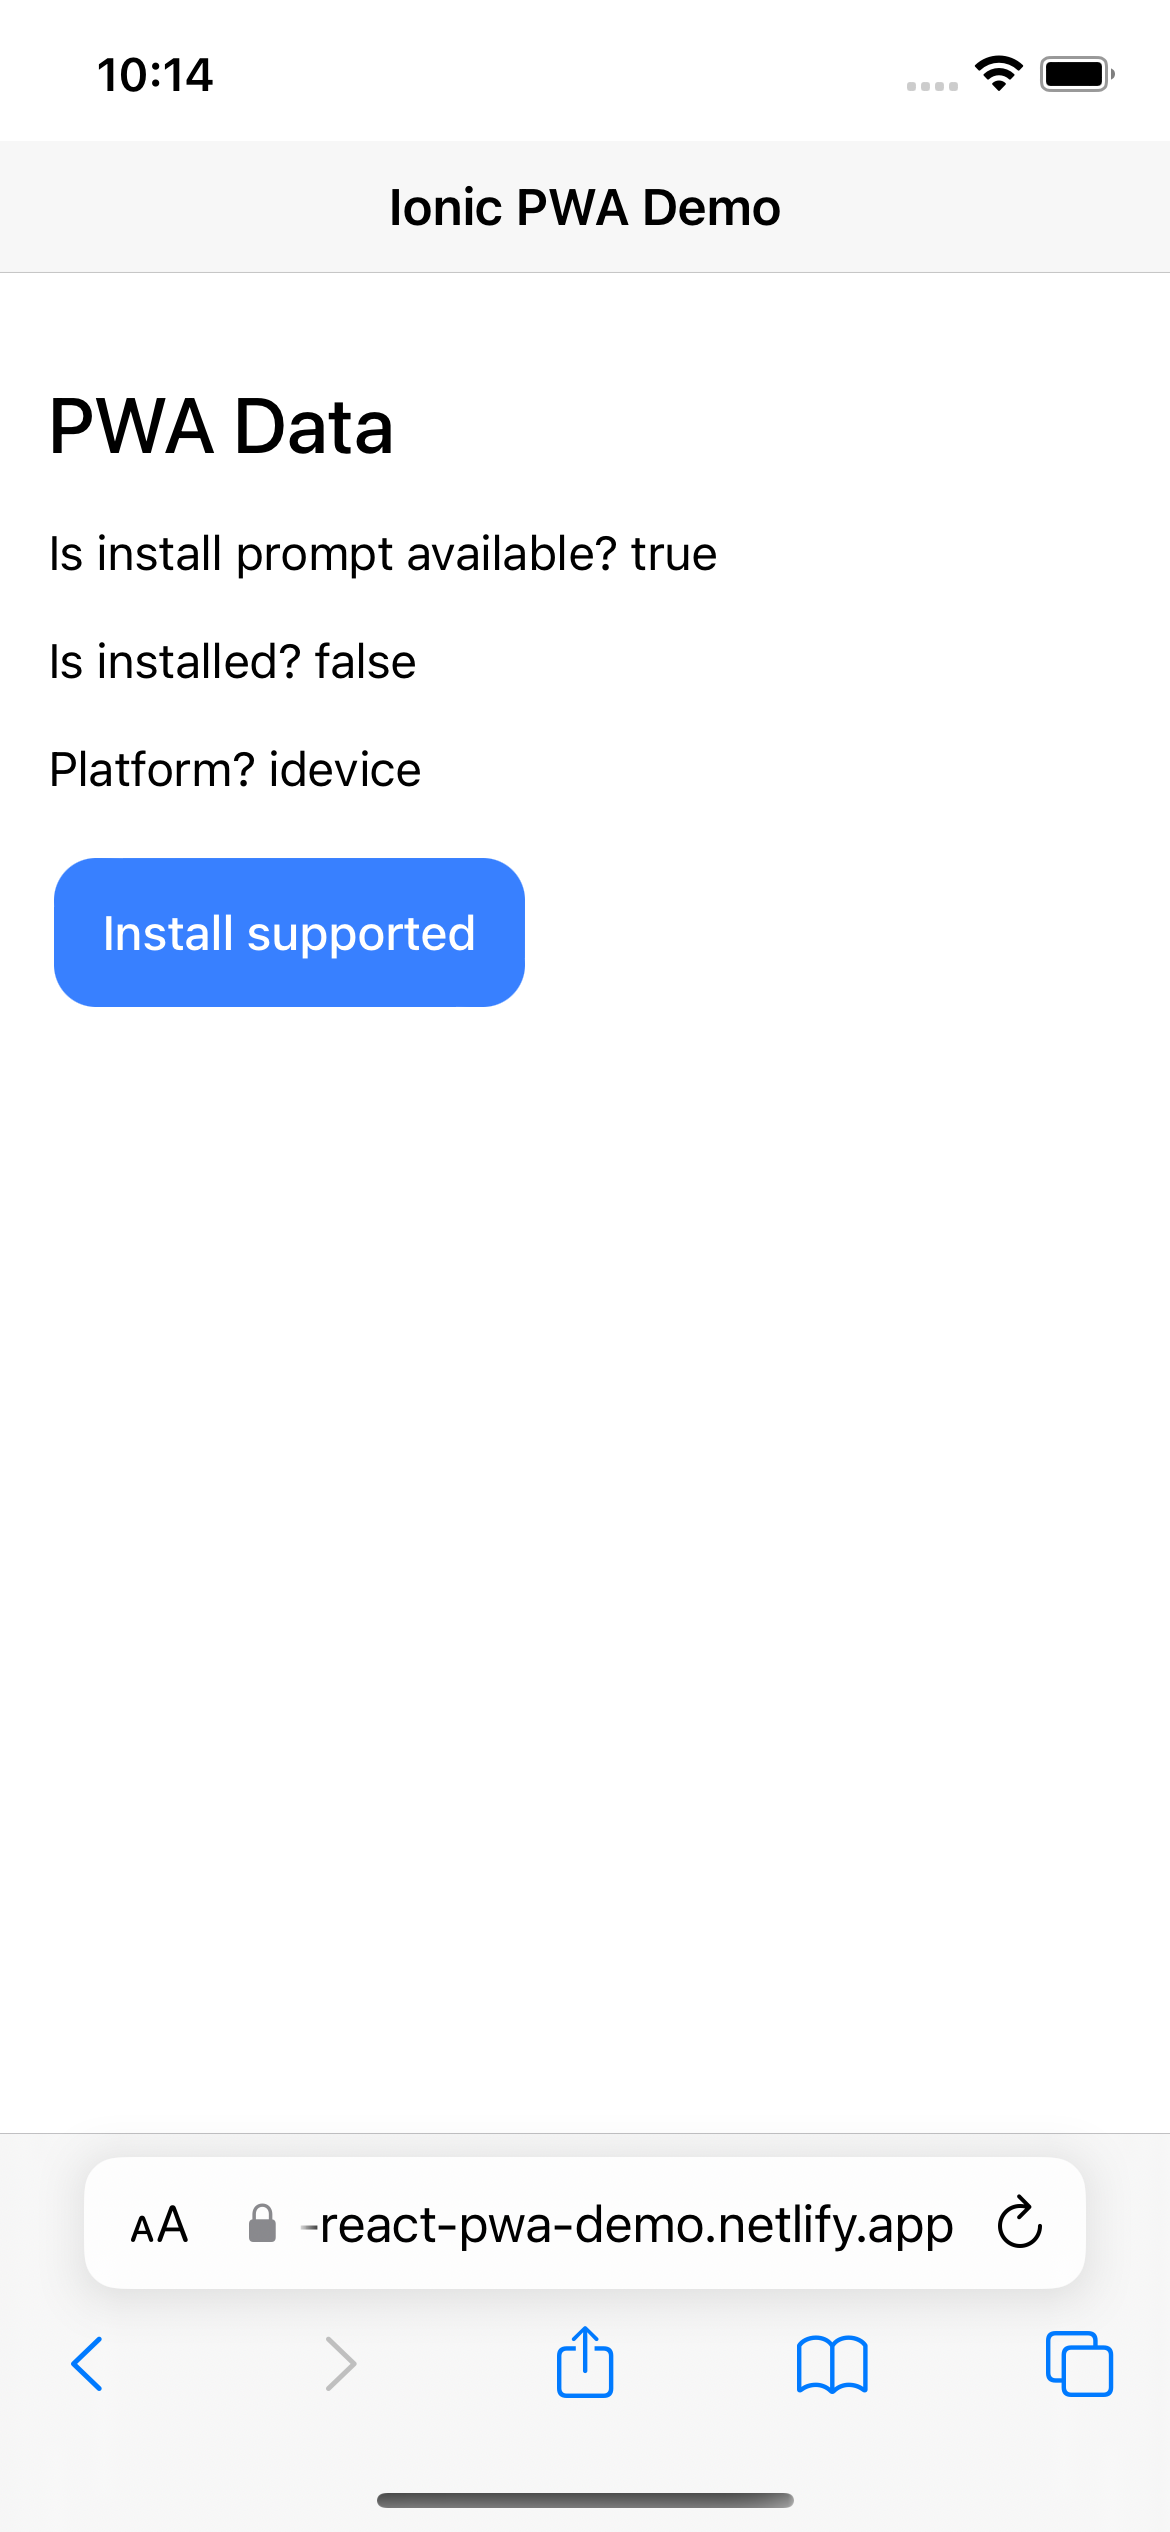 10:14
Ionic PWA Demo
PWA Data
Is install prompt available? true
Is installed? false
Platform? idevice
Install supported
AA -react-pwa-demo.netlify.app